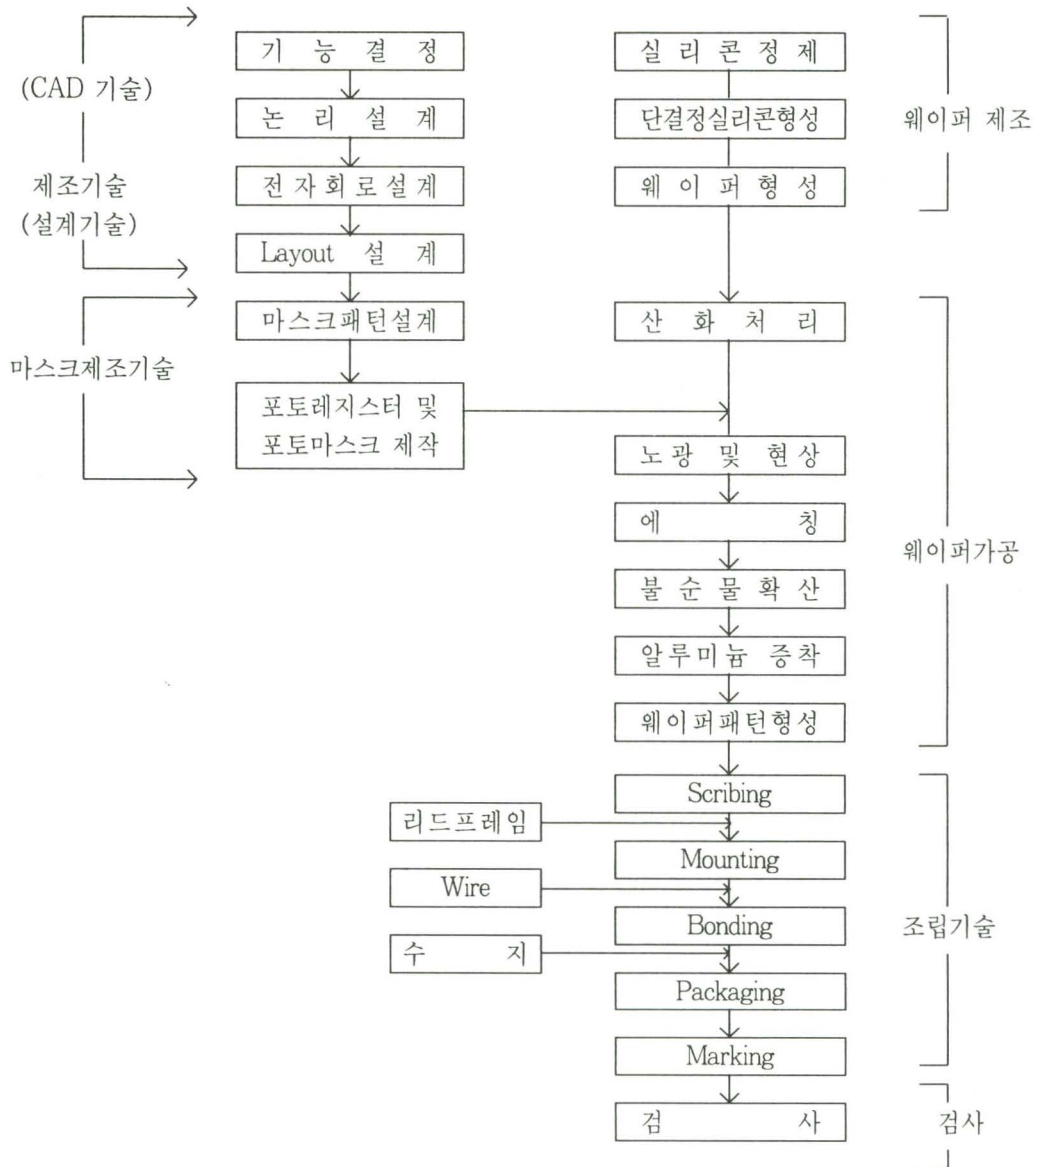 (CAD 기술)
제조기술
(설계기술)
마스크제조기술
기 능 결 정
논 리 설 계
전자회로설계
Layout 설 계
마스크패턴설계
포토레지스터 및
포토마스크 제작
실 리 콘 정 제
단결정실리콘형성
웨 이 퍼 형 성
산 화 처 리
노 광 및 현 상
에 칭
불 순 물 확 산
알루미늄 증착
웨이퍼패턴형성
Scribing
리드프레임
Mounting
Wire
Bonding
수 지
Packaging
Marking
검 사
웨이퍼 제조
웨이퍼가공
조립기술
검사